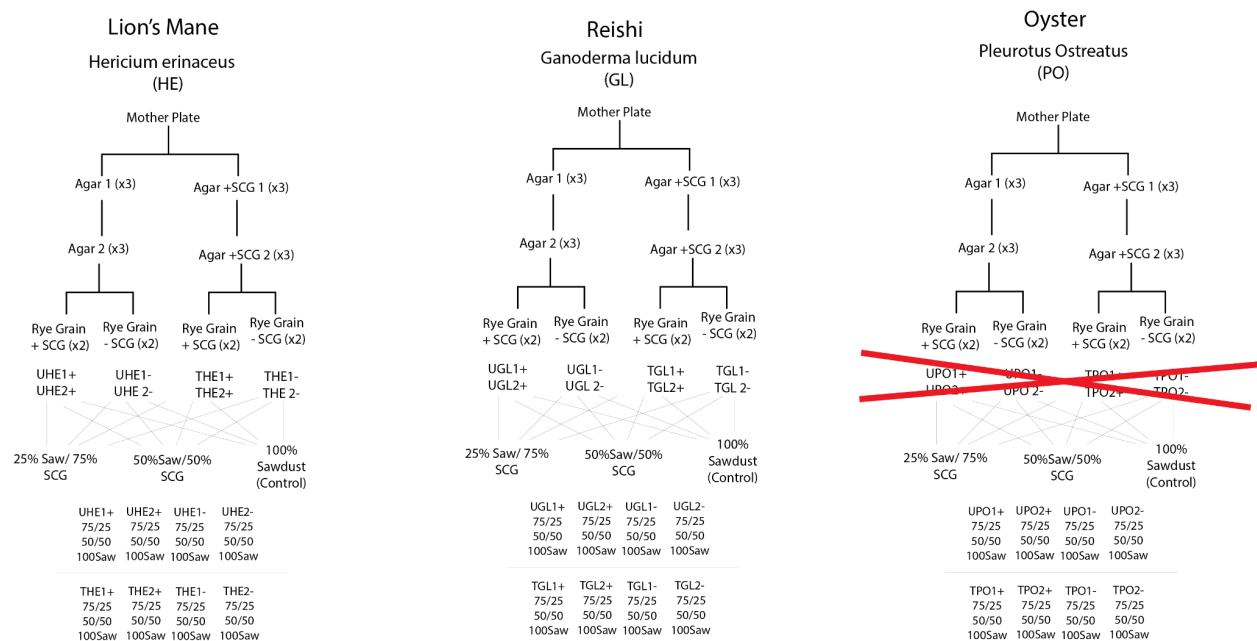 Lion's Mane
Hericium erinaceus
(HE)
Mother Plate
Agar 1 (x3)
Agar +SCG 1 (x3)
Agar 2 (x3)
Agar +SCG 2 (x3)
Rye Grain
+ SCG (x2)
Rye Grain
- SCG (x2)
Rye Grain
+ SCG (x2)
Rye Grain
- SCG (x2)
UHE1+
UHE2+
UHE1-
UHE 2-
THE1+
THE2+
THE1-
THE 2-
25% Saw/ 75%
SCG
50%Saw/50%
SCG
100%
Sawdust
(Control)
UHE1+ UHE2+ UHE1- UHE2-
75/25 75/25 75/25 75/25
50/50 50/50 50/50 50/50
100Saw 100Saw 100Saw 100Saw
THE1+ THE2+ THE1- THE2-
75/25 75/25 75/25 75/25
50/50 50/50 50/50 50/50
100Saw 100Saw 100Saw 100Saw
Reishi
Ganoderma lucidum
(GL)
Mother Plate
Agar 1 (x3)
Agar +SCG 1 (x3)
Agar 2 (x3)
Agar +SCG 2 (x3)
Rye Grain
+ SCG (x2)
Rye Grain
- SCG (x2)
Rye Grain
+ SCG (x2)
Rye Grain
- SCG (x2)
UGL1+
UGL2+
UGL1-
UGL 2-
TGL1+
TGL2+
TGL1-
TGL 2-
25% Saw/ 75%
SCG
50%Saw/50%
SCG
100%
Sawdust
(Control)
UGL1+ UGL2+ UGL1- UGL2-
75/25 75/25 75/25 75/25
50/50 50/50 50/50 50/50
100Saw 100Saw 100Saw 100Saw
TGL1+ TGL2+ TGL1- TGL2-
75/25 75/25 75/25 75/25
50/50 50/50 50/50 50/50
100Saw 100Saw 100Saw 100Saw
Oyster
Pleurotus Ostreatus
(PO)
Mother Plate
Agar 1 (x3)
Agar +SCG 1 (x3)
Agar 2 (x3)
Agar +SCG 2 (x3)
Rye Grain
+ SCG (x2)
Rye Grain
- SCG (x2)
Rye Grain
+ SCG (x2)
Rye Grain
- SCG (x2)
UPO1+
UPO2+
UPO1-
UPO 2-
TPO1+
TPO2+
TPO1-
TPO2-
25% Saw/ 75%
SCG
50%Saw/50%
SCG
100%
Sawdust
(Control)
UPO1+ UPO2+ UPO1- UPO2-
75/25 75/25 75/25 75/25
50/50 50/50 50/50 50/50
100Saw 100Saw 100Saw 100Saw
TPO1+ TPO2+ TPO1- TPO2-
75/25 75/25 75/25 75/25
50/50 50/50 50/50 50/50
100Saw 100Saw 100Saw 100Saw